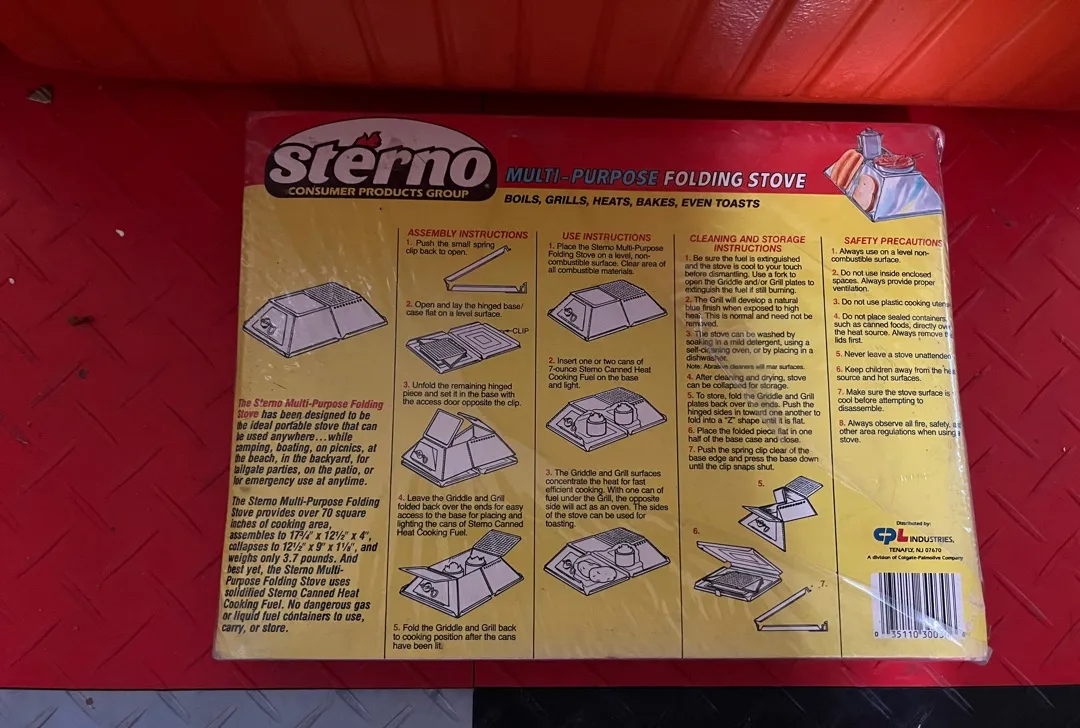 sterno
CONSUMER PRODUCTS GROUP
MULTI-PURPOSE FOLDING STOVE
BOILS, GRILLS, HEATS, BAKES, EVEN TOASTS
The Sterno Multi-Purpose Folding
Stove has been designed to be
the ideal portable stove that can
be used anywhere...while
camping, boating, on picnics, at
the beach, in the backyard, for
tailgate parties, on the patio, or
for emergency use at anytime.
The Sterno Multi-Purpose Folding
Stove provides over 70 square
inches of cooking area,
assembles to 17¾" x 12½" x 4",
collapses to 12½" x 9" x 1⅛", and
weighs only 3.7 pounds. And
best yet, the Sterno Multi-
Purpose Folding Stove uses
solidified Sterno Canned Heat
Cooking Fuel. No dangerous gas
or liquid fuel containers to use,
carry, or store.
ASSEMBLY INSTRUCTIONS
1. Push the small spring
clip back to open.
2. Open and lay the hinged base/
case flat on a level surface.
CLIP
3. Unfold the remaining hinged
piece and set it in the base with
the access door opposite the clip.
4. Leave the Griddle and Grill
folded back over the ends for easy
access to the base for placing and
lighting the cans of Sterno Canned
Heat Cooking Fuel.
5. Fold the Griddle and Grill back
to cooking position after the cans
have been lit.
USE INSTRUCTIONS
1. Place the Sterno Multi-Purpose
Folding Stove on a level, non-
combustible surface. Clear area of
all combustible materials.
2. Insert one or two cans of
7-ounce Sterno Canned Heat
Cooking Fuel on the base
and light.
3. The Griddle and Grill surfaces
concentrate the heat for fast
efficient cooking. With one can of
fuel under the Grill, the opposite
side will act as an oven. The sides
of the stove can be used for
toasting.
CLEANING AND STORAGE
INSTRUCTIONS
1. Be sure the fuel is extinguished
and the stove is cool to your touch
before dismantling. Use a fork to
open the Griddle and/or Grill plates to
extinguish the fuel if still burning.
2. The Grill will develop a natural
blue finish when exposed to high
heat. This is normal and need not be
removed.
3. The stove can be washed by
soaking in a mild detergent, using a
self-cleaning oven, or by placing in a
dishwasher.
Note: Abrasive cleaners will mar surfaces.
4. After cleaning and drying, stove
can be collapsed for storage.
5. To store, fold the Griddle and Grill
plates back over the ends. Push the
hinged sides in toward one another to
fold into a "Z" shape until it is flat.
6. Place the folded piece flat in one
half of the base case and close.
7. Push the spring clip clear of the
base edge and press the base down
until the clip snaps shut.
5.
6.
7.
SAFETY PRECAUTIONS
1. Always use on a level non-
combustible surface.
2. Do not use inside enclosed
spaces. Always provide proper
ventilation.
3. Do not use plastic cooking
4. Do not place sealed containers,
such as canned foods, directly
the heat source. Always remove
lids first.
5. Never leave a stove unattended
6. Keep children away from the
source and hot surfaces.
7. Make sure the stove surface is
cool before attempting to
disassemble.
8. Always observe all fire, safety,
other area regulations when using
stove.
Distributed by:
CPL INDUSTRIES,
TENAFLY, NJ 07670
A division of Colgate-Palmolive Company
0 35110 300